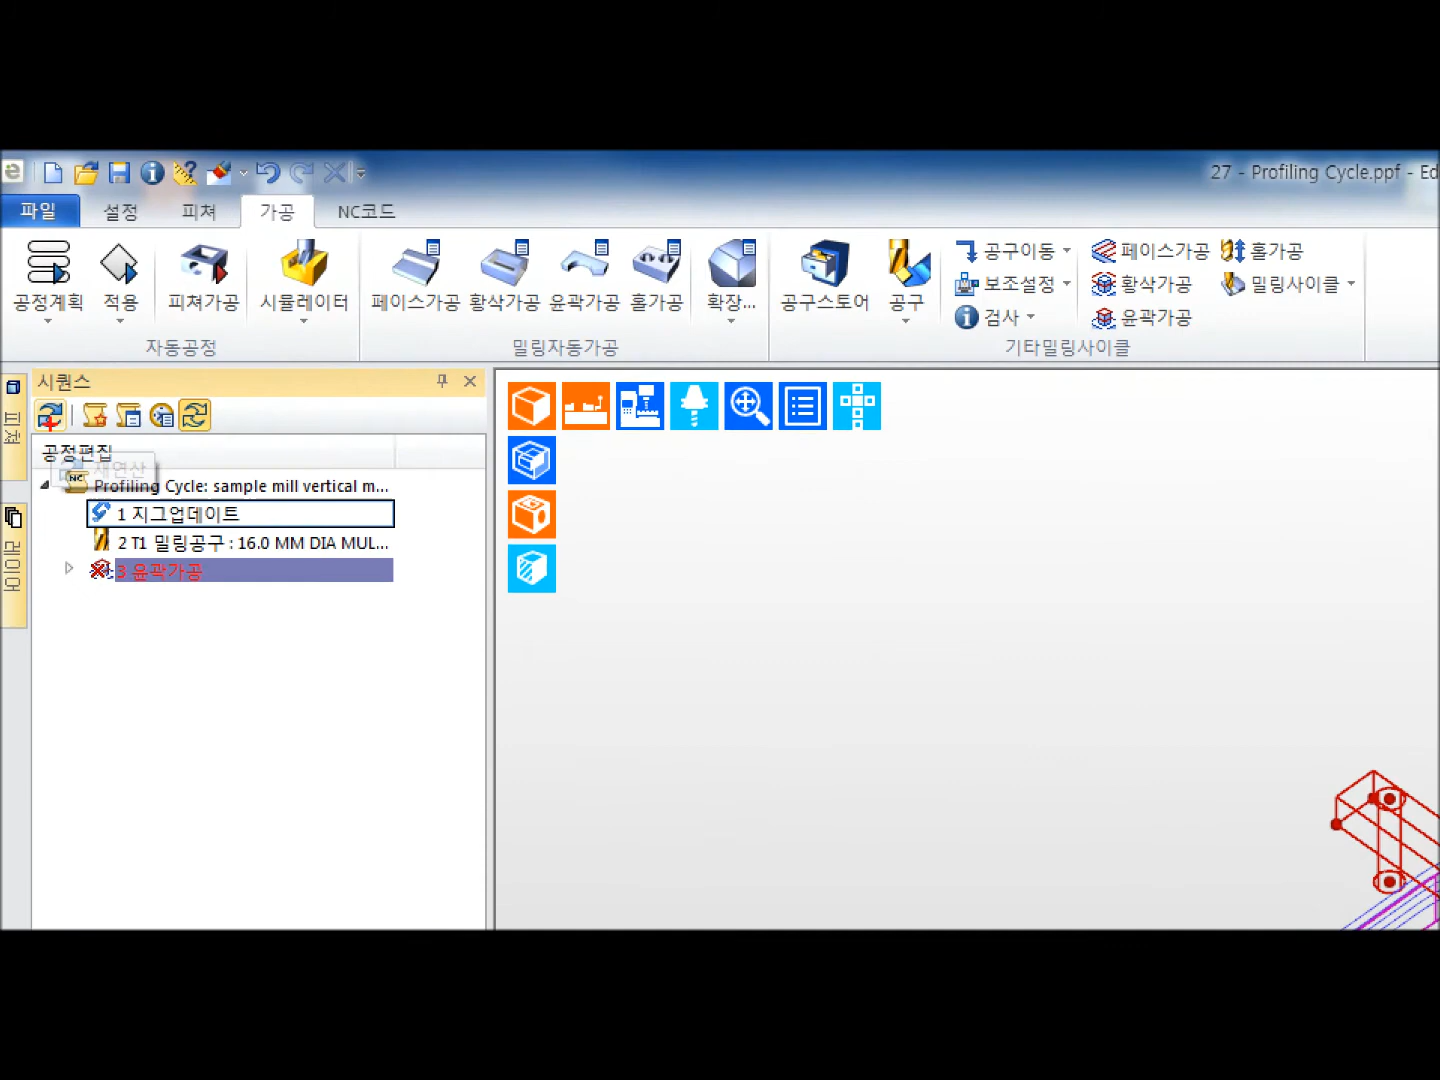 27 - Profiling Cycle.ppf - Ed
파일 설정 피쳐 가공 NC코드
공정계획 적용 피쳐가공 시뮬레이터 페이스가공 황삭가공 윤곽가공 홀가공 확장... 공구스토어 공구
공구이동 페이스가공 홀가공
보조설정 황삭가공 밀링사이클
검사 윤곽가공
자동공정 밀링자동가공 기타밀링사이클
시퀀스
피쳐
공정편집
재연산
Profiling Cycle: sample mill vertical m...
1 지그업데이트
2 T1 밀링공구 : 16.0 MM DIA MUL...
3 윤곽가공
레이어